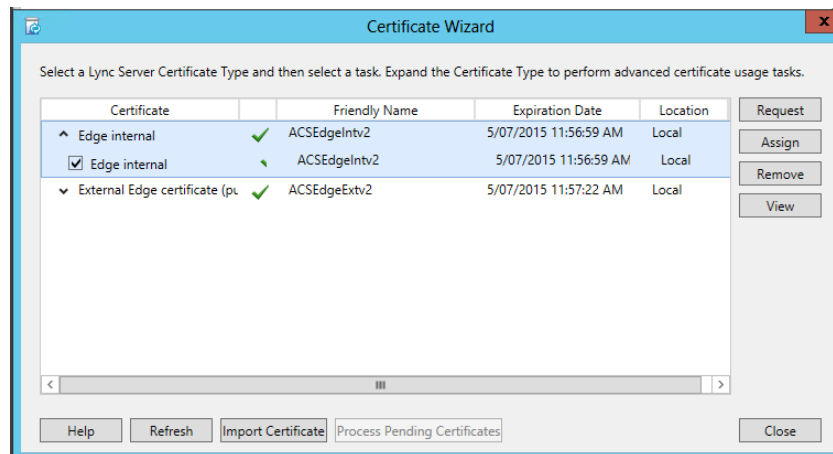 Certificate Wizard
x
Select a Lync Server Certificate Type and then select a task. Expand the Certificate Type to perform advanced certificate usage tasks.
Certificate Friendly Name Expiration Date Location
Edge internal ACSEdgeIntv2 5/07/2015 11:56:59 AM Local
Edge internal ACSEdgeIntv2 5/07/2015 11:56:59 AM Local
External Edge certificate (pu ACSEdgeExtv2 5/07/2015 11:57:22 AM Local
Request
Assign
Remove
View
Help Refresh Import Certificate Process Pending Certificates Close